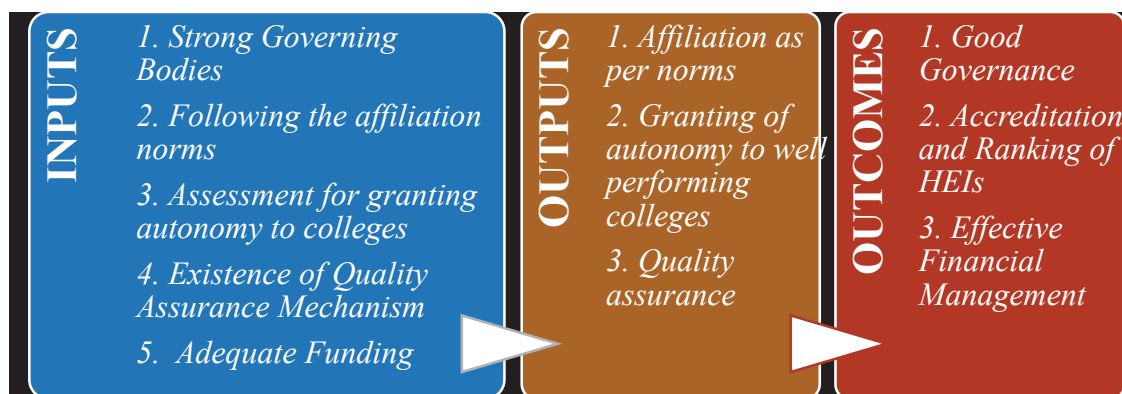 INPUTS
1. Strong Governing
Bodies
2. Following the affiliation
norms
3. Assessment for granting
autonomy to colleges
4. Existence of Quality
Assurance Mechanism
5. Adequate Funding
OUTPUTS
1. Affiliation as
per norms
2. Granting of
autonomy to well
performing
colleges
3. Quality
assurance
OUTCOMES
1. Good
Governance
2. Accreditation
and Ranking of
HEIs
3. Effective
Financial
Management